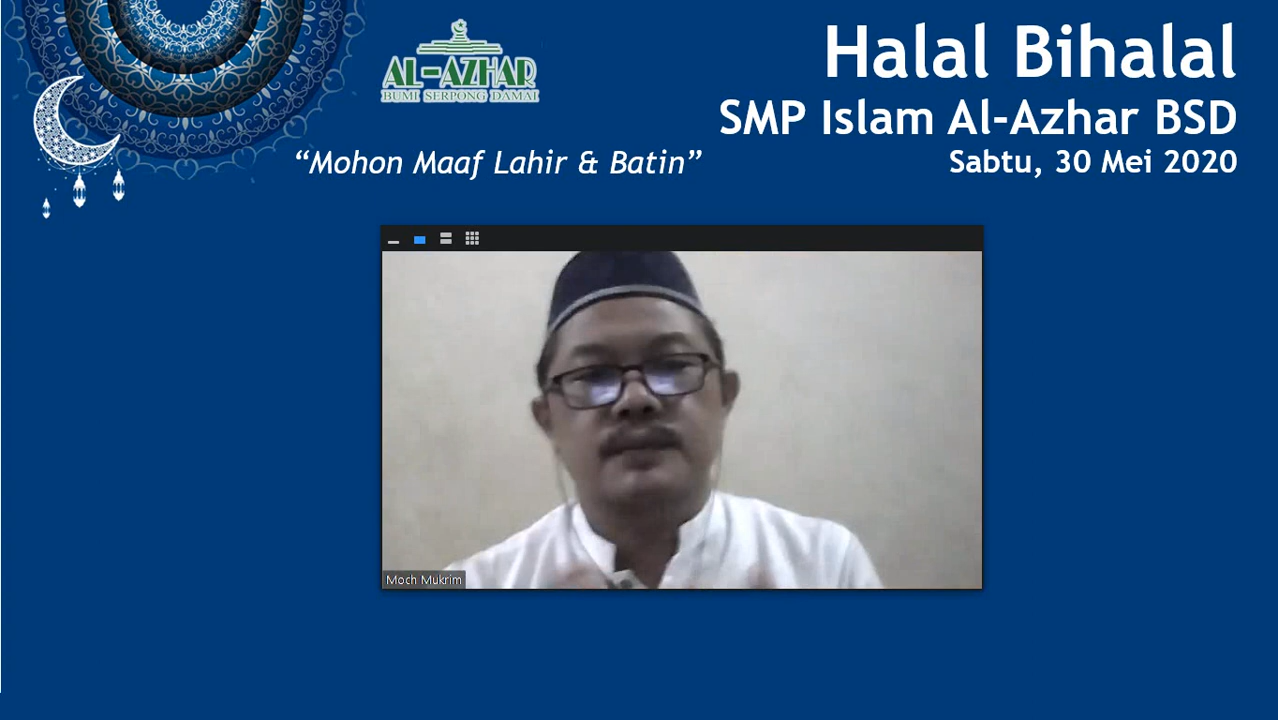 AL-AZHAR
BUMI SERPONG DAMAI
Halal Bihalal
SMP Islam Al-Azhar BSD
Sabtu, 30 Mei 2020
“Mohon Maaf Lahir & Batin”
Moch Mukrim